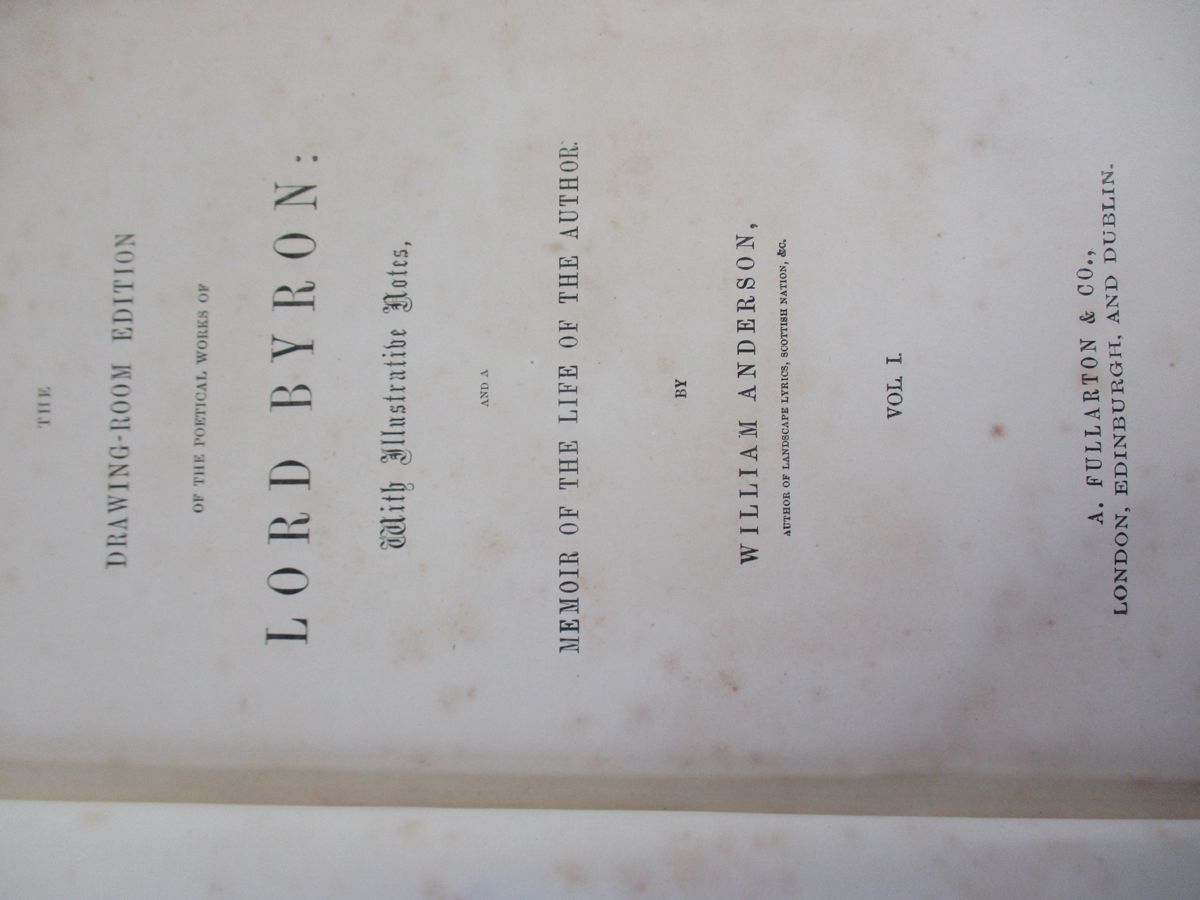 THE
DRAWING-ROOM EDITION
OF THE POETICAL WORKS OF
LORD BYRON:
With Illustrative Notes,
AND A
MEMOIR OF THE LIFE OF THE AUTHOR.
BY
WILLIAM ANDERSON,
AUTHOR OF LANDSCAPE LYRICS, SCOTTISH NATION, &c.
VOL. I.
A. FULLARTON & CO.,
LONDON, EDINBURGH, AND DUBLIN.